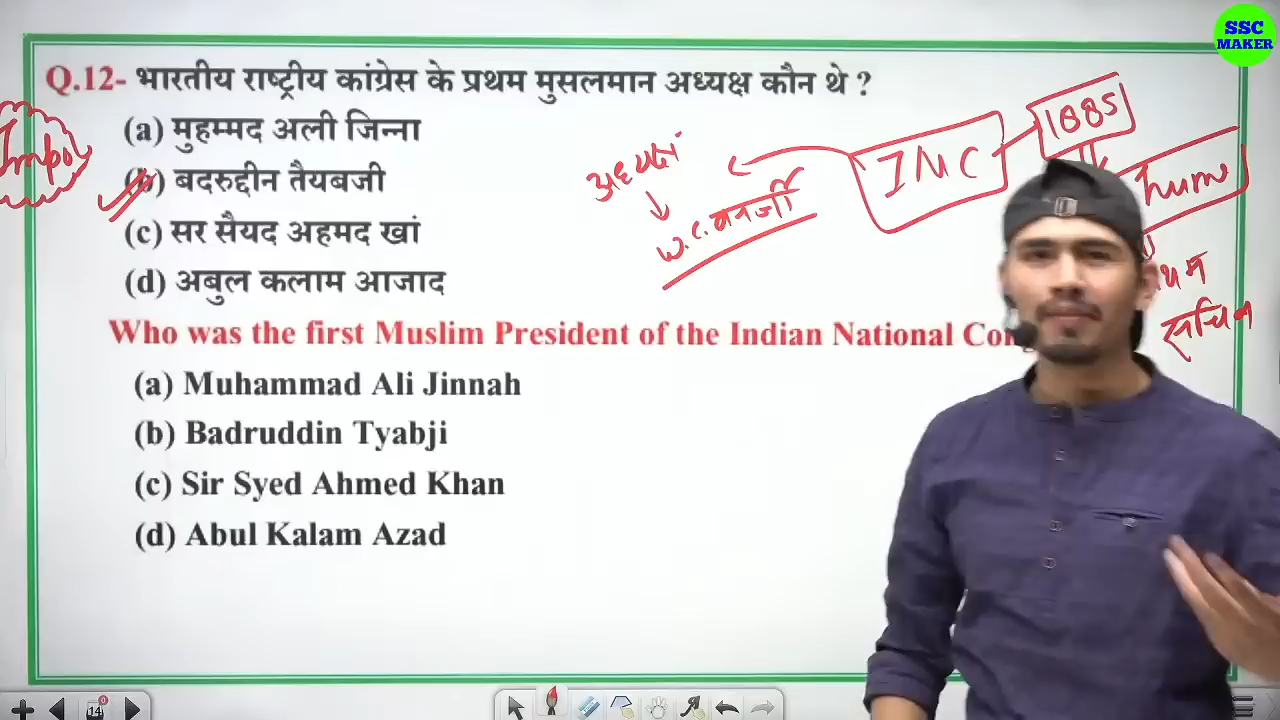 SSC
MAKER
Q.12- भारतीय राष्ट्रीय कांग्रेस के प्रथम मुसलमान अध्यक्ष कौन थे ?
(a) मुहम्मद अली जिन्ना
(b) बदरुद्दीन तैयबजी
(c) सर सैयद अहमद खां
(d) अबुल कलाम आजाद
Who was the first Muslim President of the Indian National Con
(a) Muhammad Ali Jinnah
(b) Badruddin Tyabji
(c) Sir Syed Ahmed Khan
(d) Abul Kalam Azad
Impo
1885
INC
Hume
अध्यक्ष
W.C. बनर्जी
सचिव
14